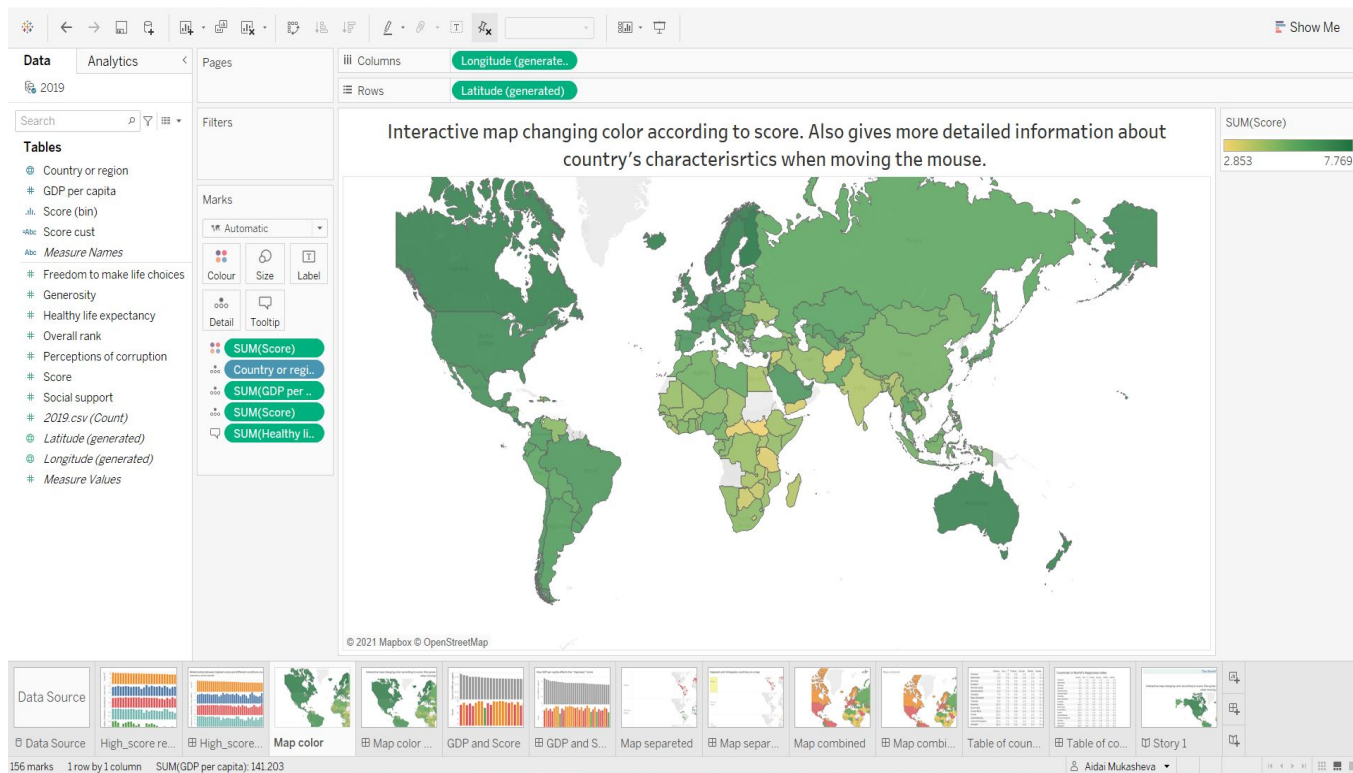 Show Me
Data
Analytics
Pages
iii Columns
Longitude (generate..
2019
Rows
Latitude (generated)
Search
Filters
Interactive map changing color according to score. Also gives more detailed information about
country's characterisrtics when moving the mouse.
SUM(Score)
2.853 7.769
Tables
Country or region
# GDP per capita
Score (bin)
=Abc Score cust
Abc Measure Names
# Freedom to make life choices
# Generosity
# Healthy life expectancy
# Overall rank
# Perceptions of corruption
# Score
# Social support
# 2019.csv (Count)
Latitude (generated)
Longitude (generated)
# Measure Values
Marks
Automatic
Colour Size Label
Detail Tooltip
SUM(Score)
Country or regi..
SUM(GDP per ..
SUM(Score)
SUM(Healthy li..
© 2021 Mapbox © OpenStreetMap
Data Source
Data Source
High_score re...
High_score...
Map color
Map color ...
GDP and Score
GDP and S...
Map separeted
Map separ...
Map combined
Map combi...
Table of coun...
Table of co...
Story 1
156 marks 1 row by 1 column SUM(GDP per capita): 141.203
Aidai Mukasheva